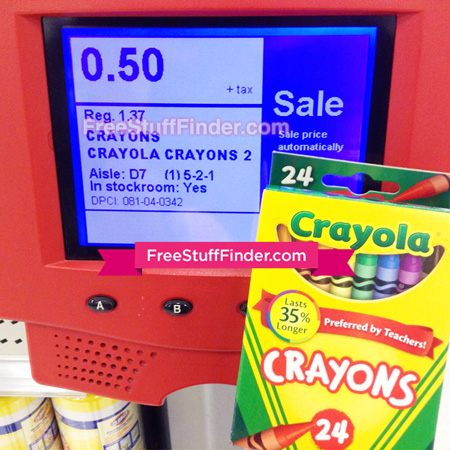 0.50
+ tax
Reg. 1.37
FreeStuffFinder.com
CRAYONS
CRAYOLA CRAYONS 2
Aisle: D7 (1) 5-2-1
In stockroom: Yes
DPCI: 081-04-0342
Sale
Sale price
automatically
FreeStuffFinder.com
A
B
24
Crayola
Lasts
35%
Longer
Preferred by Teachers!
CRAYONS
24